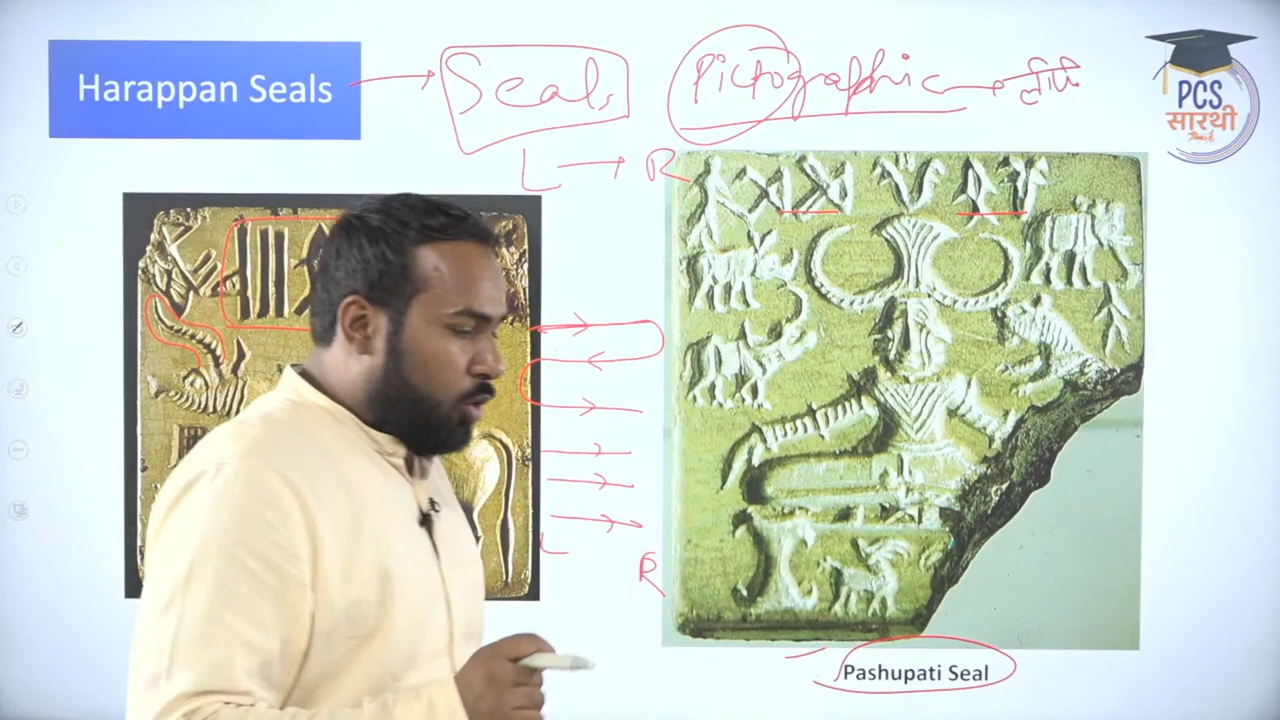 Harappan Seals
Seals
Pictographic
लिपि
PCS
सारथी
L R
L
R
Pashupati Seal